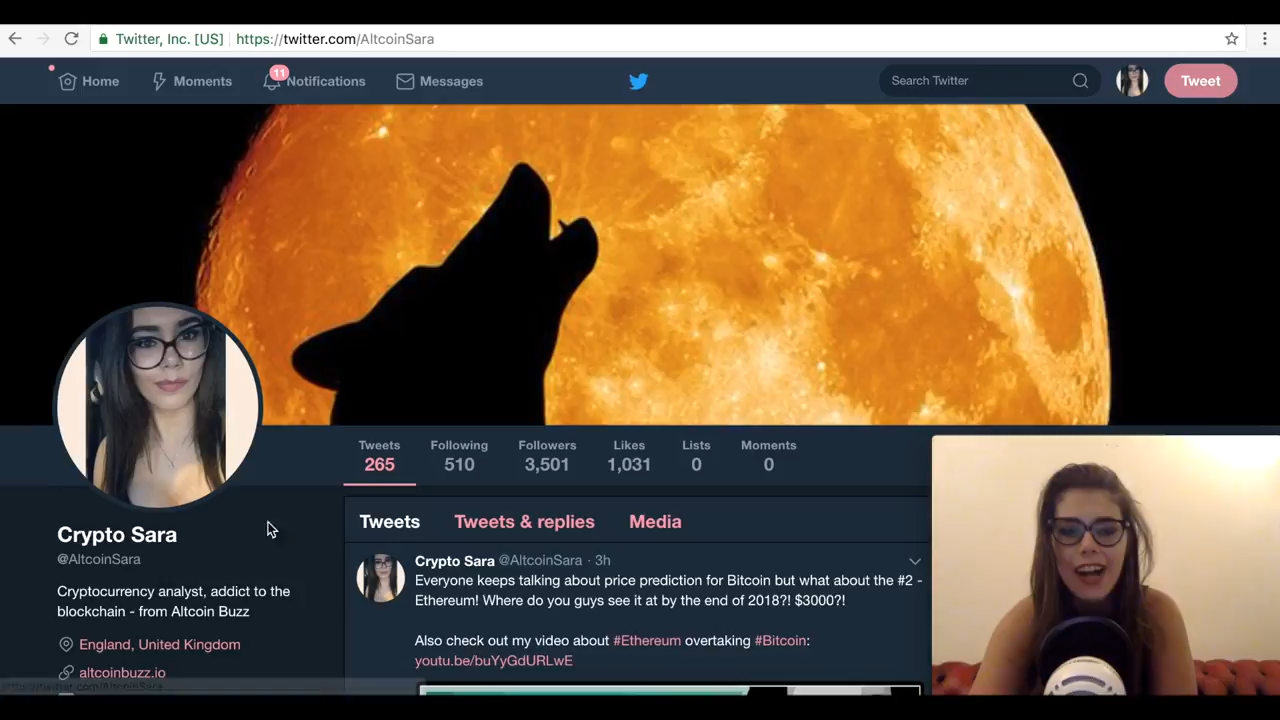 Twitter, Inc. [US] https://twitter.com/AltcoinSara
Home Moments 11 Notifications Messages Search Twitter Tweet
Tweets Following Followers Likes Lists Moments
265 510 3,501 1,031 0 0
Crypto Sara
@AltcoinSara
Cryptocurrency analyst, addict to the
blockchain - from Altcoin Buzz
England, United Kingdom
altcoinbuzz.io
https://twitter.com/AltcoinSara
Tweets Tweets & replies Media
Crypto Sara @AltcoinSara · 3h
Everyone keeps talking about price prediction for Bitcoin but what about the #2 -
Ethereum! Where do you guys see it at by the end of 2018?! $3000?!
Also check out my video about #Ethereum overtaking #Bitcoin:
youtu.be/buYyGdURLwE